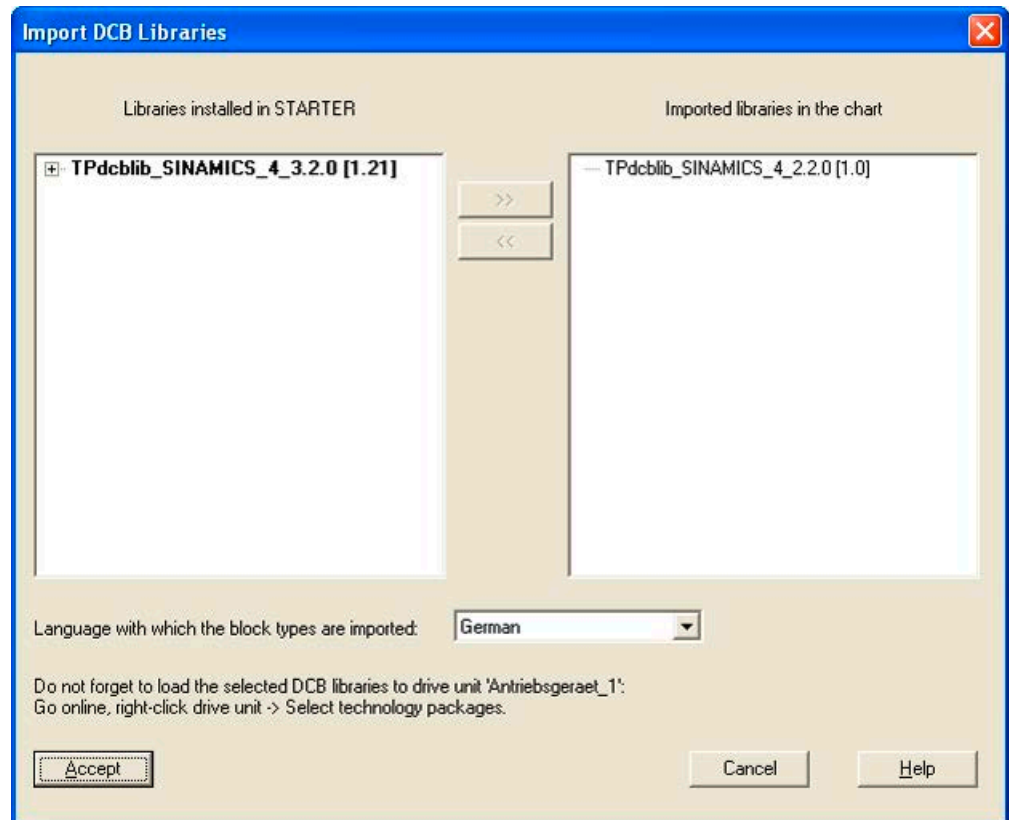 Import DCB Libraries
Libraries installed in STARTER
Imported libraries in the chart
TPdcblib_SINAMICS_4_3.2.0 [1.21]
TPdcblib_SINAMICS_4_2.2.0 [1.0]
>>
<<
Language with which the block types are imported:
German
Do not forget to load the selected DCB libraries to drive unit 'Antriebsgeraet_1':
Go online, right-click drive unit -> Select technology packages.
Accept
Cancel
Help